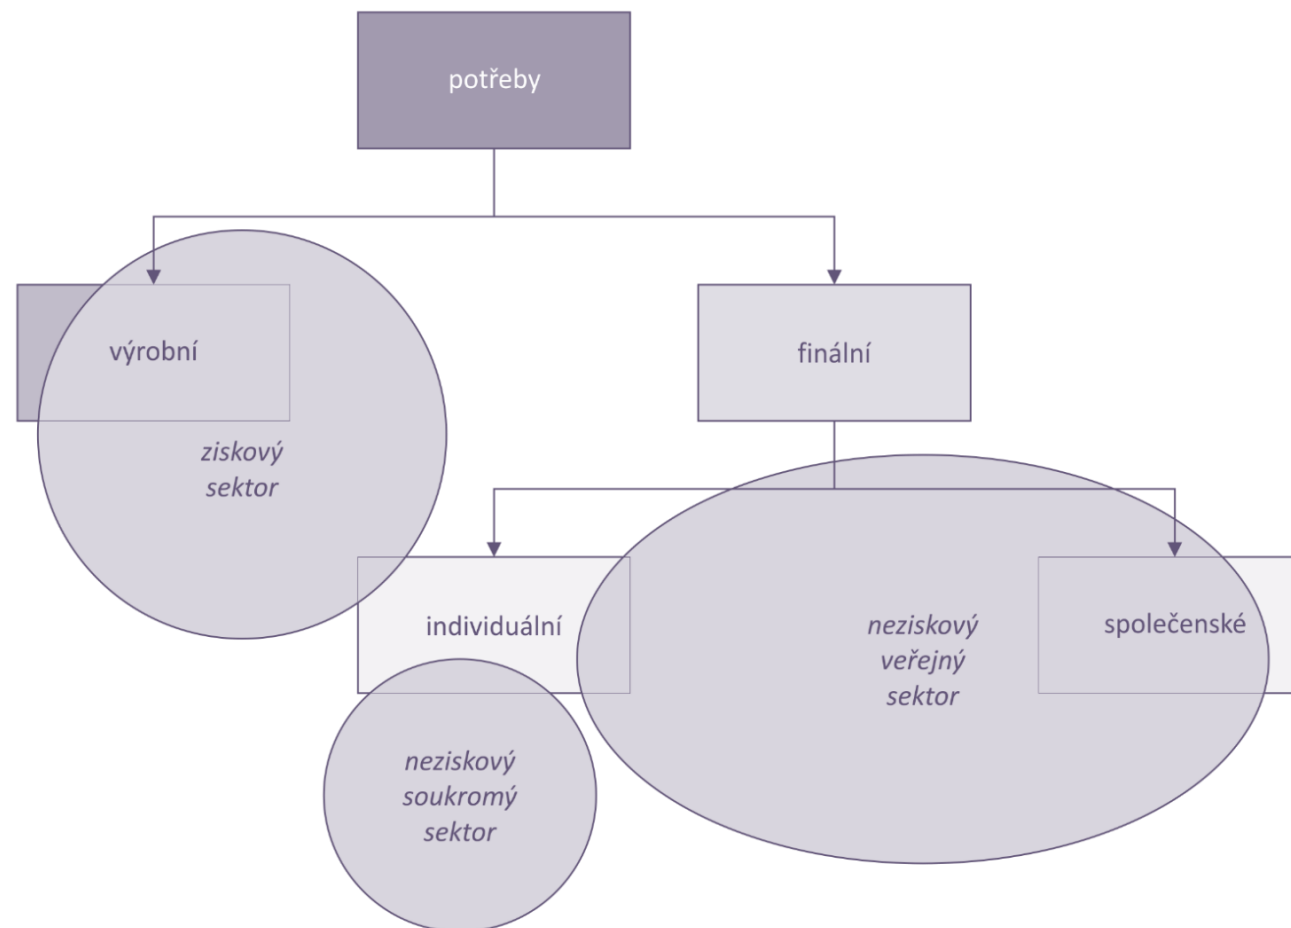 potřeby
výrobní
finální
ziskový
sektor
individuální
neziskový
veřejný
sektor
společenské
neziskový
soukromý
sektor